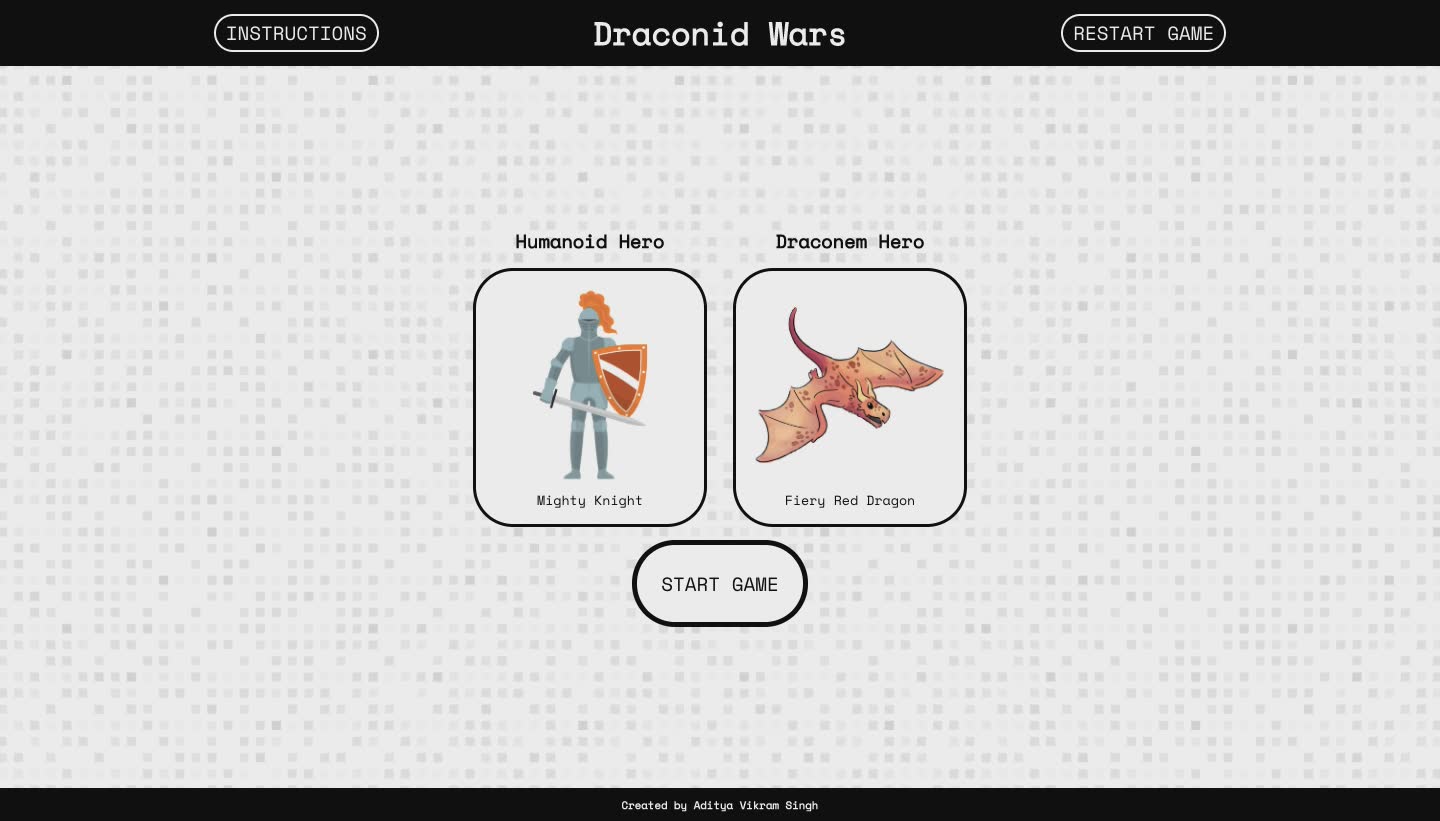 INSTRUCTIONS
Draconid Wars
RESTART GAME
Humanoid Hero
Draconem Hero
Mighty Knight
Fiery Red Dragon
START GAME
Created by Aditya Vikram Singh